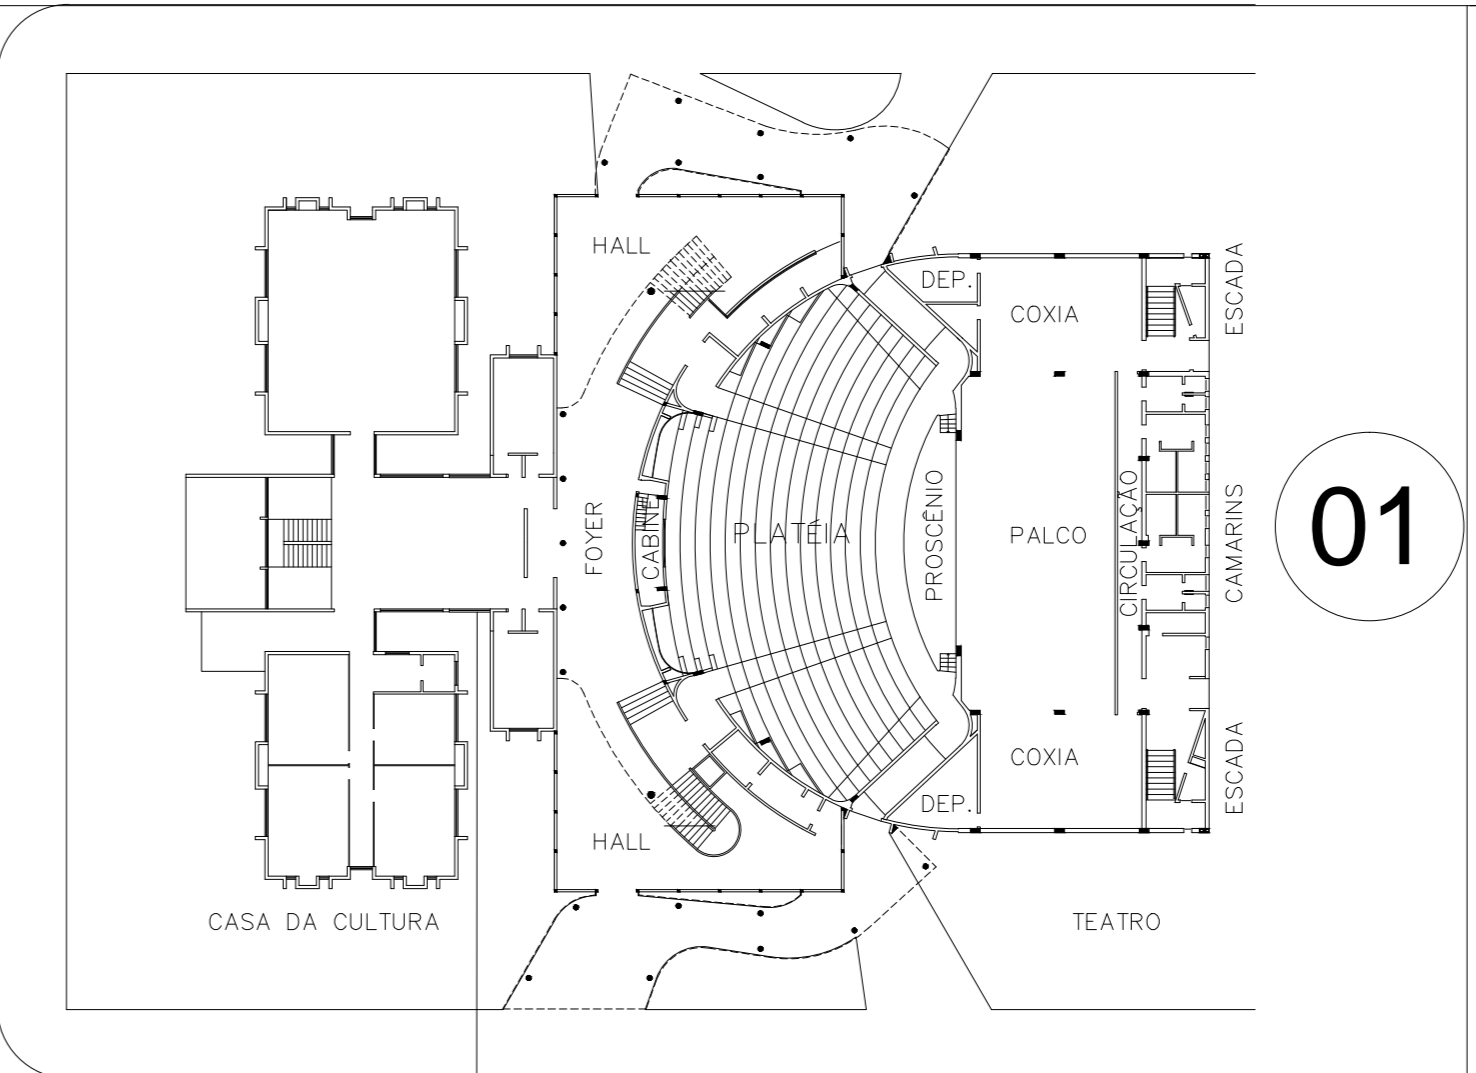 HALL
DEP.
COXIA
ESCADA
FOYER
CABINE
PLATÉIA
PROSCÊNIO
PALCO
CIRCULAÇÃO
CAMARINS
01
COXIA
DEP.
ESCADA
HALL
CASA DA CULTURA
TEATRO